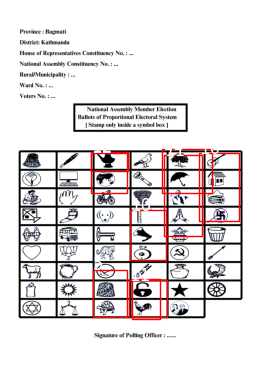 Province : Bagmati
District: Kathmandu
House of Representatives Constituency No. : ...
National Assembly Constituency No. : ...
Rural/Municipality : ...
Ward No. : ...
Voters No. : ...
National Assembly Member Election
Ballots of Proportional Electoral System
[ Stamp only inside a symbol box ]
Signature of Polling Officer : ......